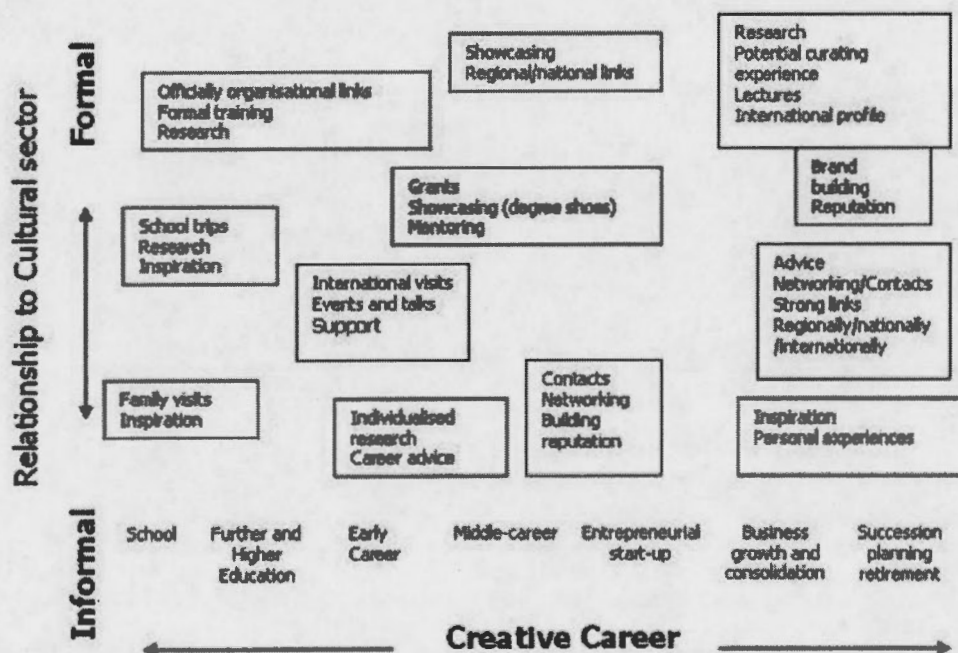 Relationship to Cultural sector
Formal
Informal
Officially organisational links
Formal training
Research
Showcasing
Regional/national links
Research
Potential curating
experience
Lectures
International profile
Brand
building
Reputation
Grants
Showcasing (degree shoes)
Mentoring
School trips
Research
Inspiration
International visits
Events and talks
Support
Advice
Networking/Contacts
Strong links
Regionally/nationally
/internationally
Family visits
Inspiration
Individualised
research
Career advice
Contacts
Networking
Building
reputation
Inspiration
Personal experiences
School
Further and
Higher
Education
Early
Career
Middle-career
Entrepreneurial
start-up
Business
growth and
consolidation
Succession
planning
retirement
Creative Career